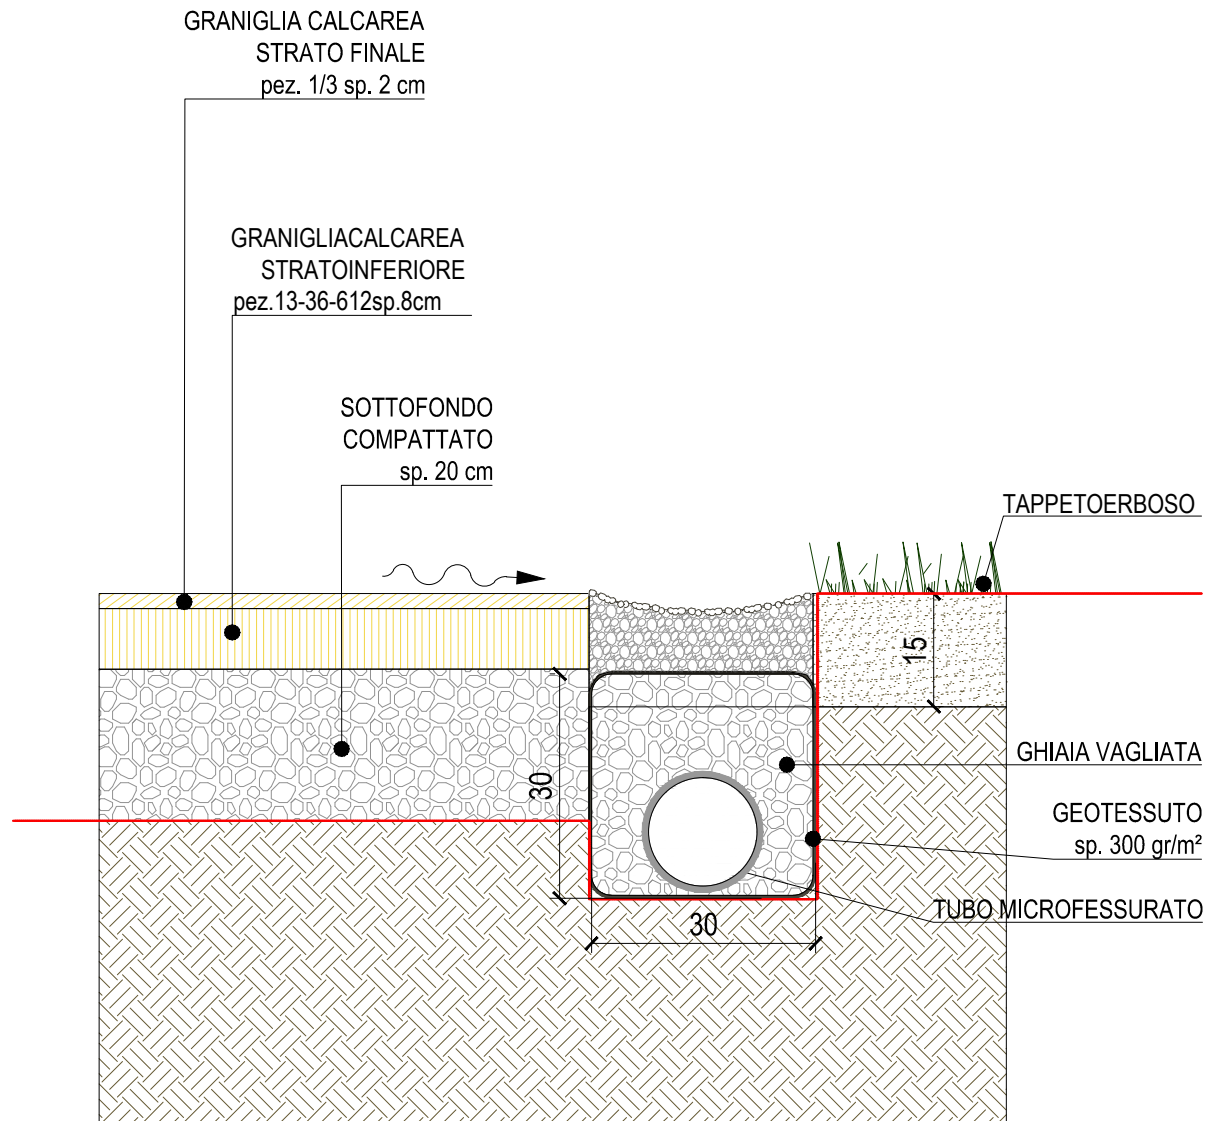 GRANIGLIA CALCAREA
STRATO FINALE
pez. 1/3 sp. 2 cm
GRANIGLIACALCAREA
STRATOINFERIORE
pez.13-36-612sp.8cm
SOTTOFONDO
COMPATTATO
sp. 20 cm
TAPPETOERBOSO
15
GHIAIA VAGLIATA
30
GEOTESSUTO
sp. 300 gr/m²
TUBO MICROFESSURATO
30